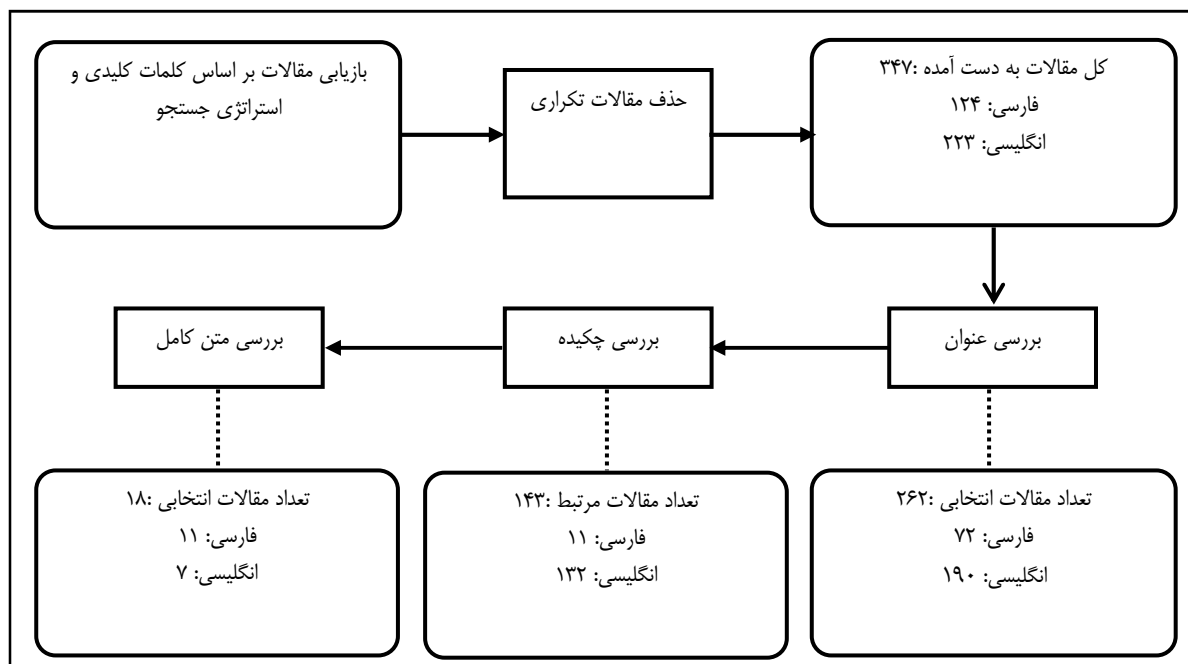 بازیابی مقالات بر اساس کلمات کلیدی و
استراتژی جستجو
حذف مقالات تکراری
کل مقالات به دست آمده :۳۴۷
فارسی: ۱۲۴
انگلیسی: ۲۲۳
بررسی عنوان
بررسی چکیده
بررسی متن کامل
تعداد مقالات انتخابی :۲۶۲
فارسی: ۷۲
انگلیسی: ۱۹۰
تعداد مقالات مرتبط :۱۴۳
فارسی: ۱۱
انگلیسی: ۱۳۲
تعداد مقالات انتخابی :۱۸
فارسی: ۱۱
انگلیسی: ۷